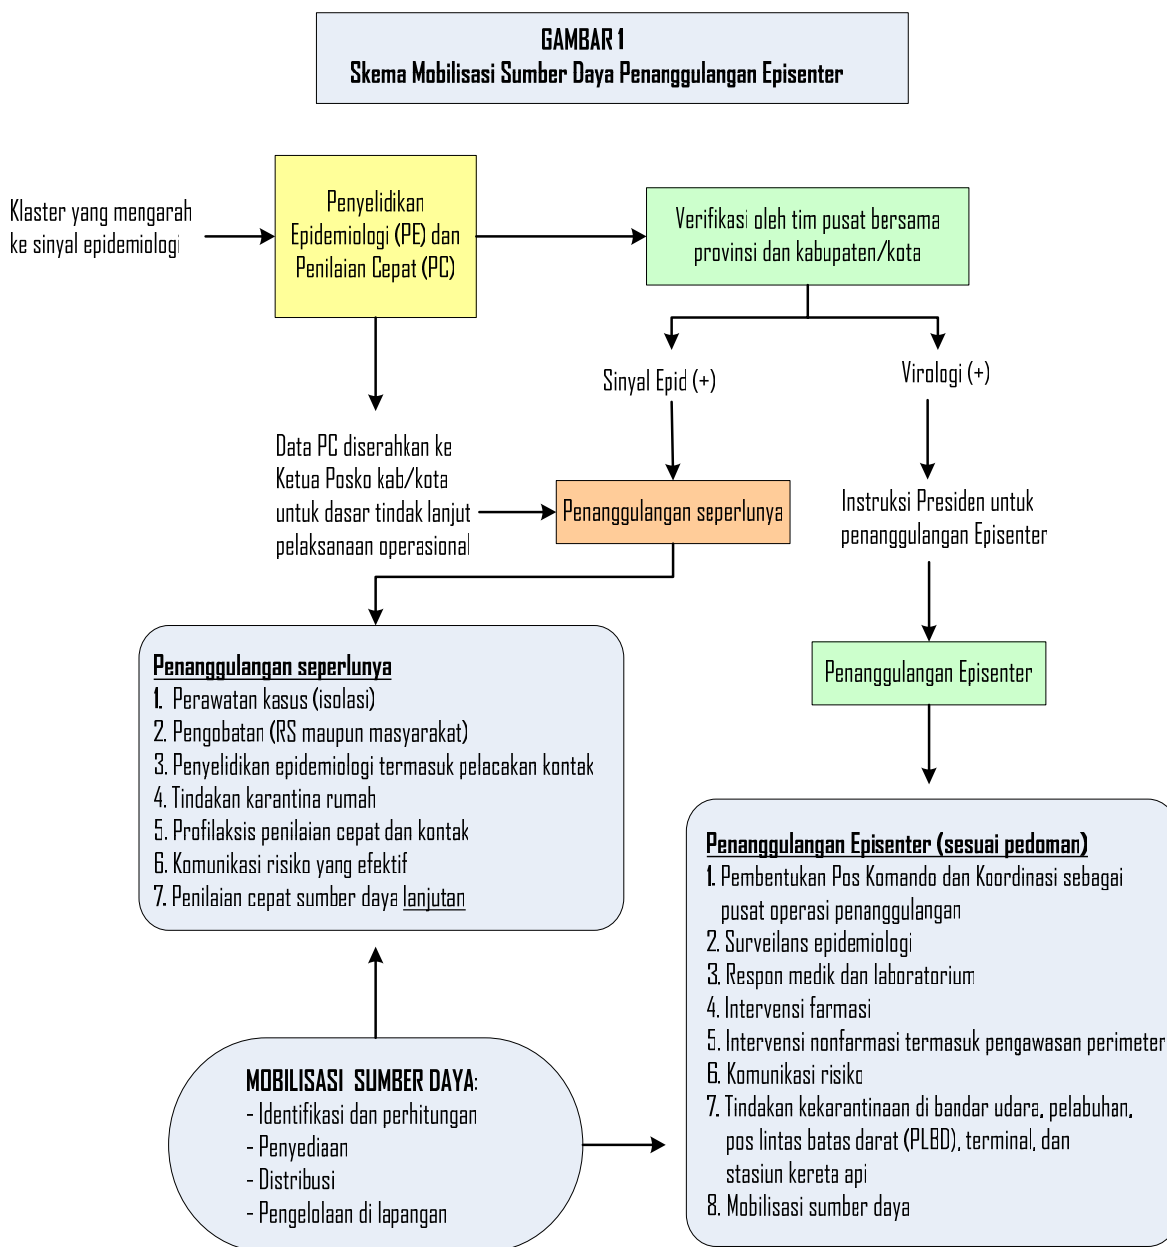 GAMBAR 1
Skema Mobilisasi Sumber Daya Penanggulangan Episenter
Klaster yang mengarah
ke sinyal epidemiologi
Penyelidikan
Epidemiologi (PE) dan
Penilaian Cepat (PC)
Verifikasi oleh tim pusat bersama
provinsi dan kabupaten/kota
Sinyal Epid (+)
Virologi (+)
Data PC diserahkan ke
Ketua Posko kab/kota
untuk dasar tindak lanjut
pelaksanaan operasional
Penanggulangan seperlunya
Instruksi Presiden untuk
penanggulangan Episenter
Penanggulangan Episenter
Penanggulangan seperlunya
1. Perawatan kasus (isolasi)
2. Pengobatan (RS maupun masyarakat)
3. Penyelidikan epidemiologi termasuk pelacakan kontak
4. Tindakan karantina rumah
5. Profilaksis penilaian cepat dan kontak
6. Komunikasi risiko yang efektif
7. Penilaian cepat sumber daya lanjutan
Penanggulangan Episenter (sesuai pedoman)
1. Pembentukan Pos Komando dan Koordinasi sebagai
pusat operasi penanggulangan
2. Surveilans epidemiologi
3. Respon medik dan laboratorium
4. Intervensi farmasi
5. Intervensi nonfarmasi termasuk pengawasan perimeter
6. Komunikasi risiko
7. Tindakan kekarantinaan di bandar udara, pelabuhan,
pos lintas batas darat (PLBD), terminal, dan
stasiun kereta api
8. Mobilisasi sumber daya
MOBILISASI SUMBER DAYA:
- Identifikasi dan perhitungan
- Penyediaan
- Distribusi
- Pengelolaan di lapangan